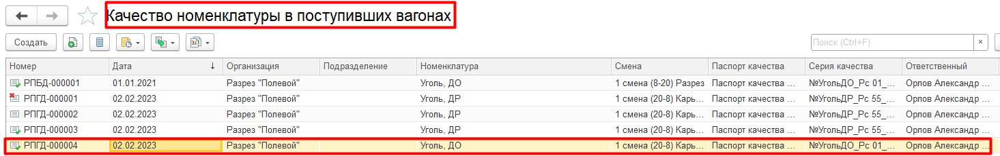 Качество номенклатуры в поступивших вагонах
Создать Поиск (Ctrl+F) ×
Номер Дата ↓ Организация Подразделение Номенклатура Смена Паспорт качества Серия качества Ответственный
РПБД-000001 01.01.2021 Разрез "Полевой" Уголь, ДО 1 смена (8-20) Разрез Паспорт качества ... №УгольДО_Рс 01_... Орлов Александр ...
РПГД-000001 02.02.2023 Разрез "Полевой" Уголь, ДР 1 смена (20-8) Карь... Паспорт качества ... №УгольДР_Рс 55_... Орлов Александр ...
РПГД-000002 02.02.2023 Разрез "Полевой" Уголь, ДР 1 смена (20-8) Карь... Паспорт качества ... №УгольДР_Рс 55_... Орлов Александр ...
РПГД-000003 02.02.2023 Разрез "Полевой" Уголь, ДР 1 смена (20-8) Карь... Паспорт качества ... №УгольДР_Рс 55_... Орлов Александр ...
РПГД-000004 02.02.2023 Разрез "Полевой" Уголь, ДО 1 смена (20-8) Карь... Паспорт качества ... №УгольДО_Рс 01_... Орлов Александр ...